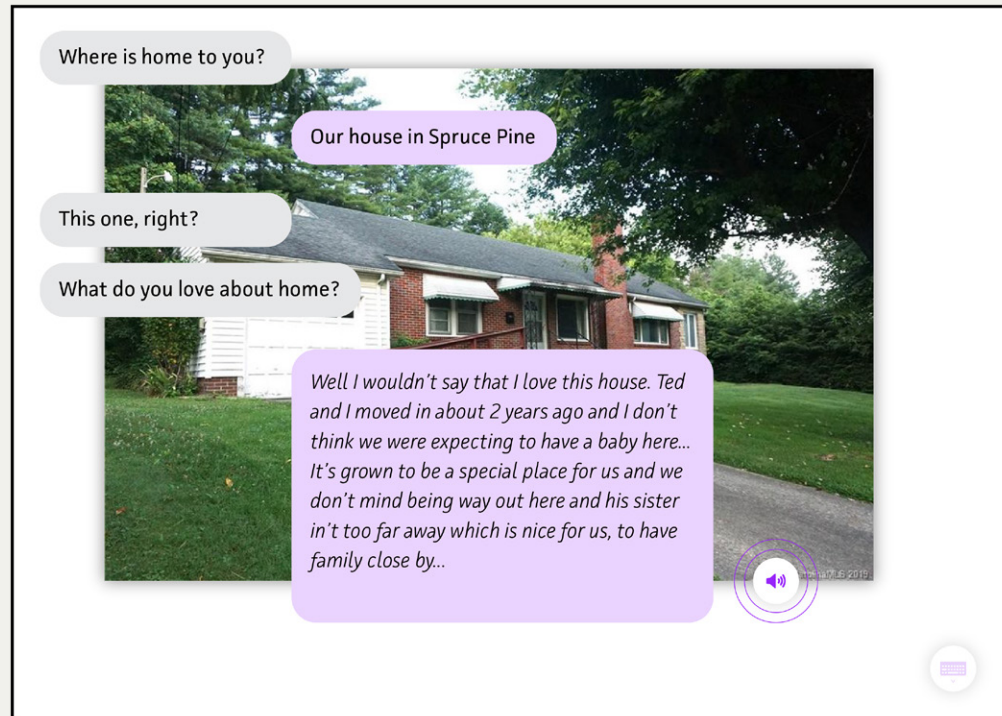 Where is home to you?
Our house in Spruce Pine
This one, right?
What do you love about home?
Well I wouldn't say that I love this house. Ted
and I moved in about 2 years ago and I don't
think we were expecting to have a baby here...
It's grown to be a special place for us and we
don't mind being way out here and his sister
in't too far away which is nice for us, to have
family close by...
2019